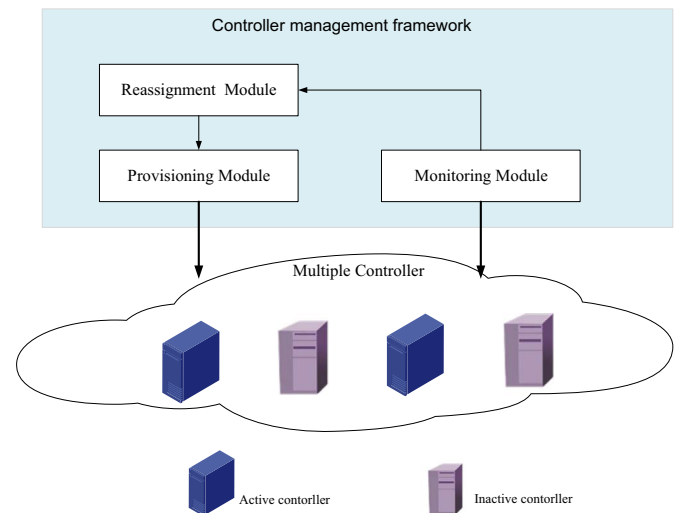 Controller management framework
Reassignment Module
Provisioning Module
Monitoring Module
Multiple Controller
Active contorller
Inactive contorller